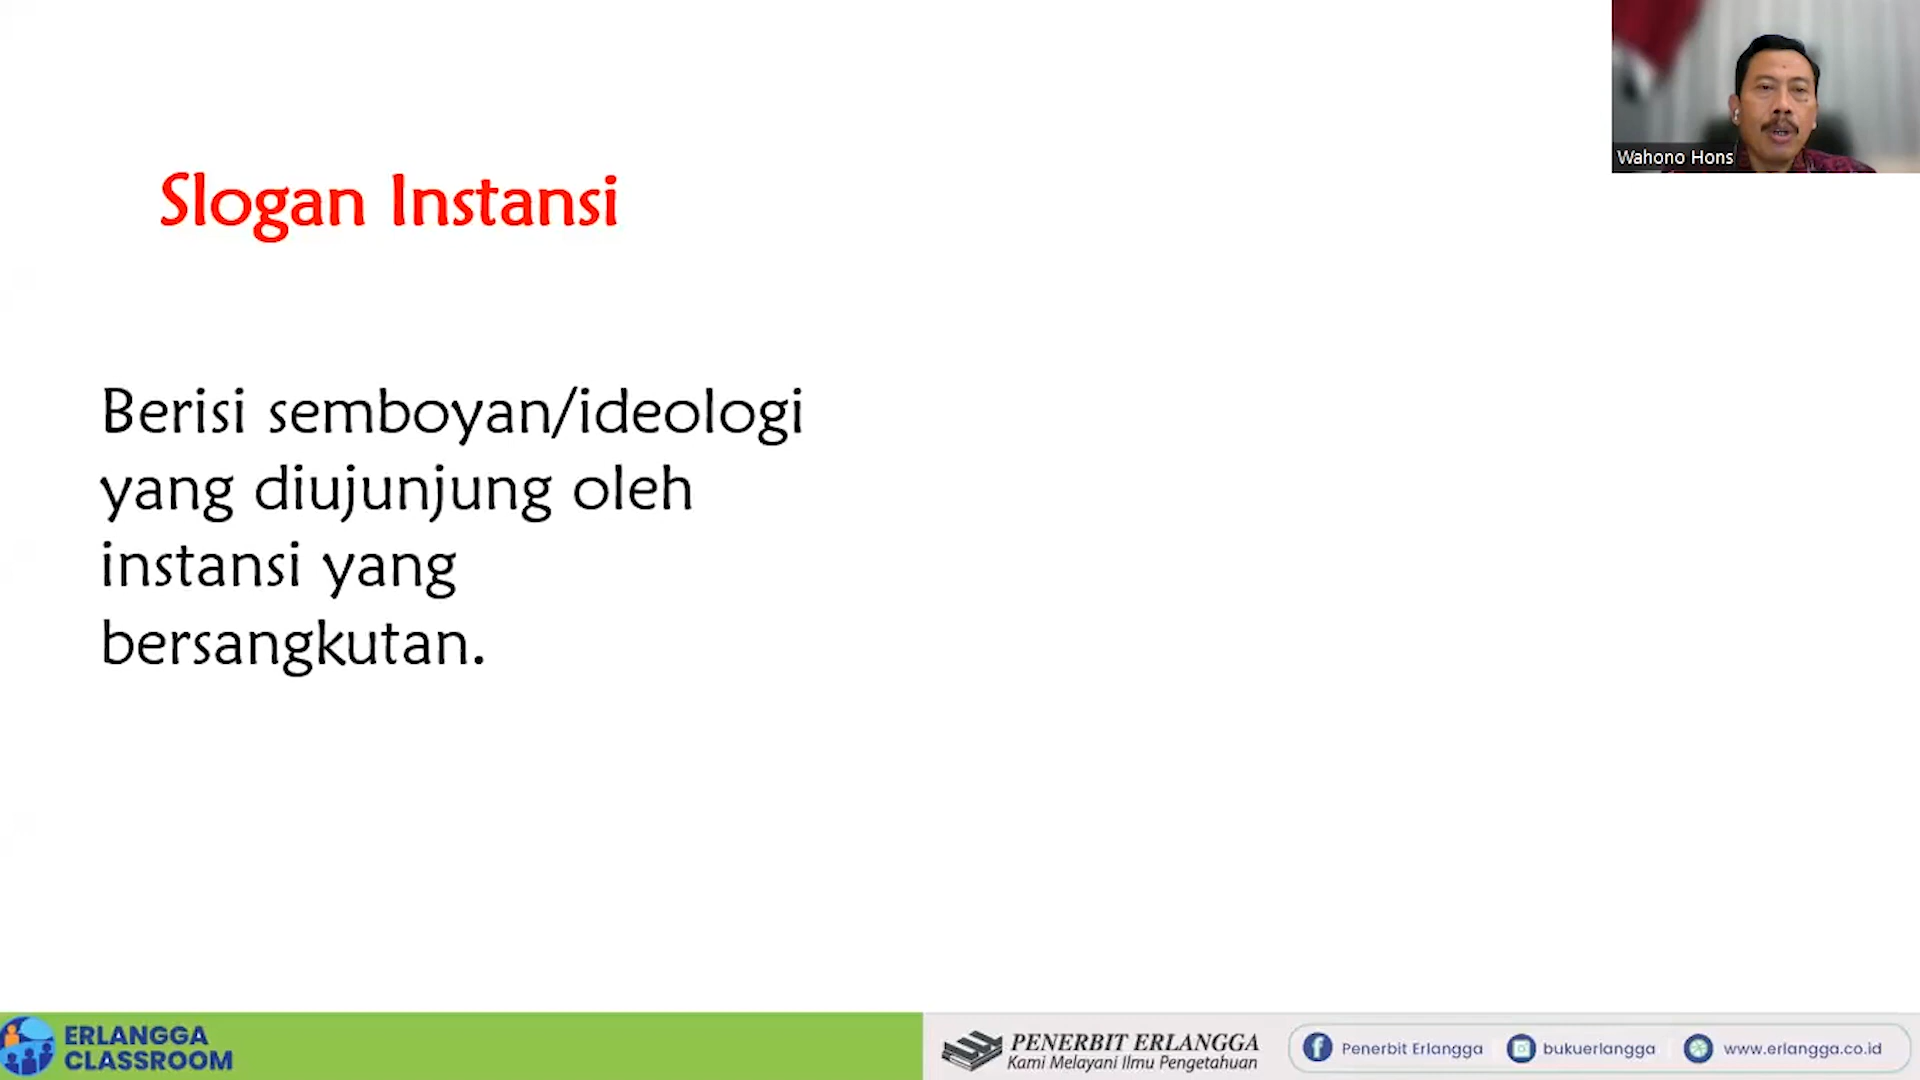 Wahono Hons
Slogan Instansi
Berisi semboyan/ideologi
yang diujunjung oleh
instansi yang
bersangkutan.
ERLANGGA
CLASSROOM
PENERBIT ERLANGGA
Kami Melayani Ilmu Pengetahuan
Penerbit Erlangga
bukuerlangga
www.erlangga.co.id